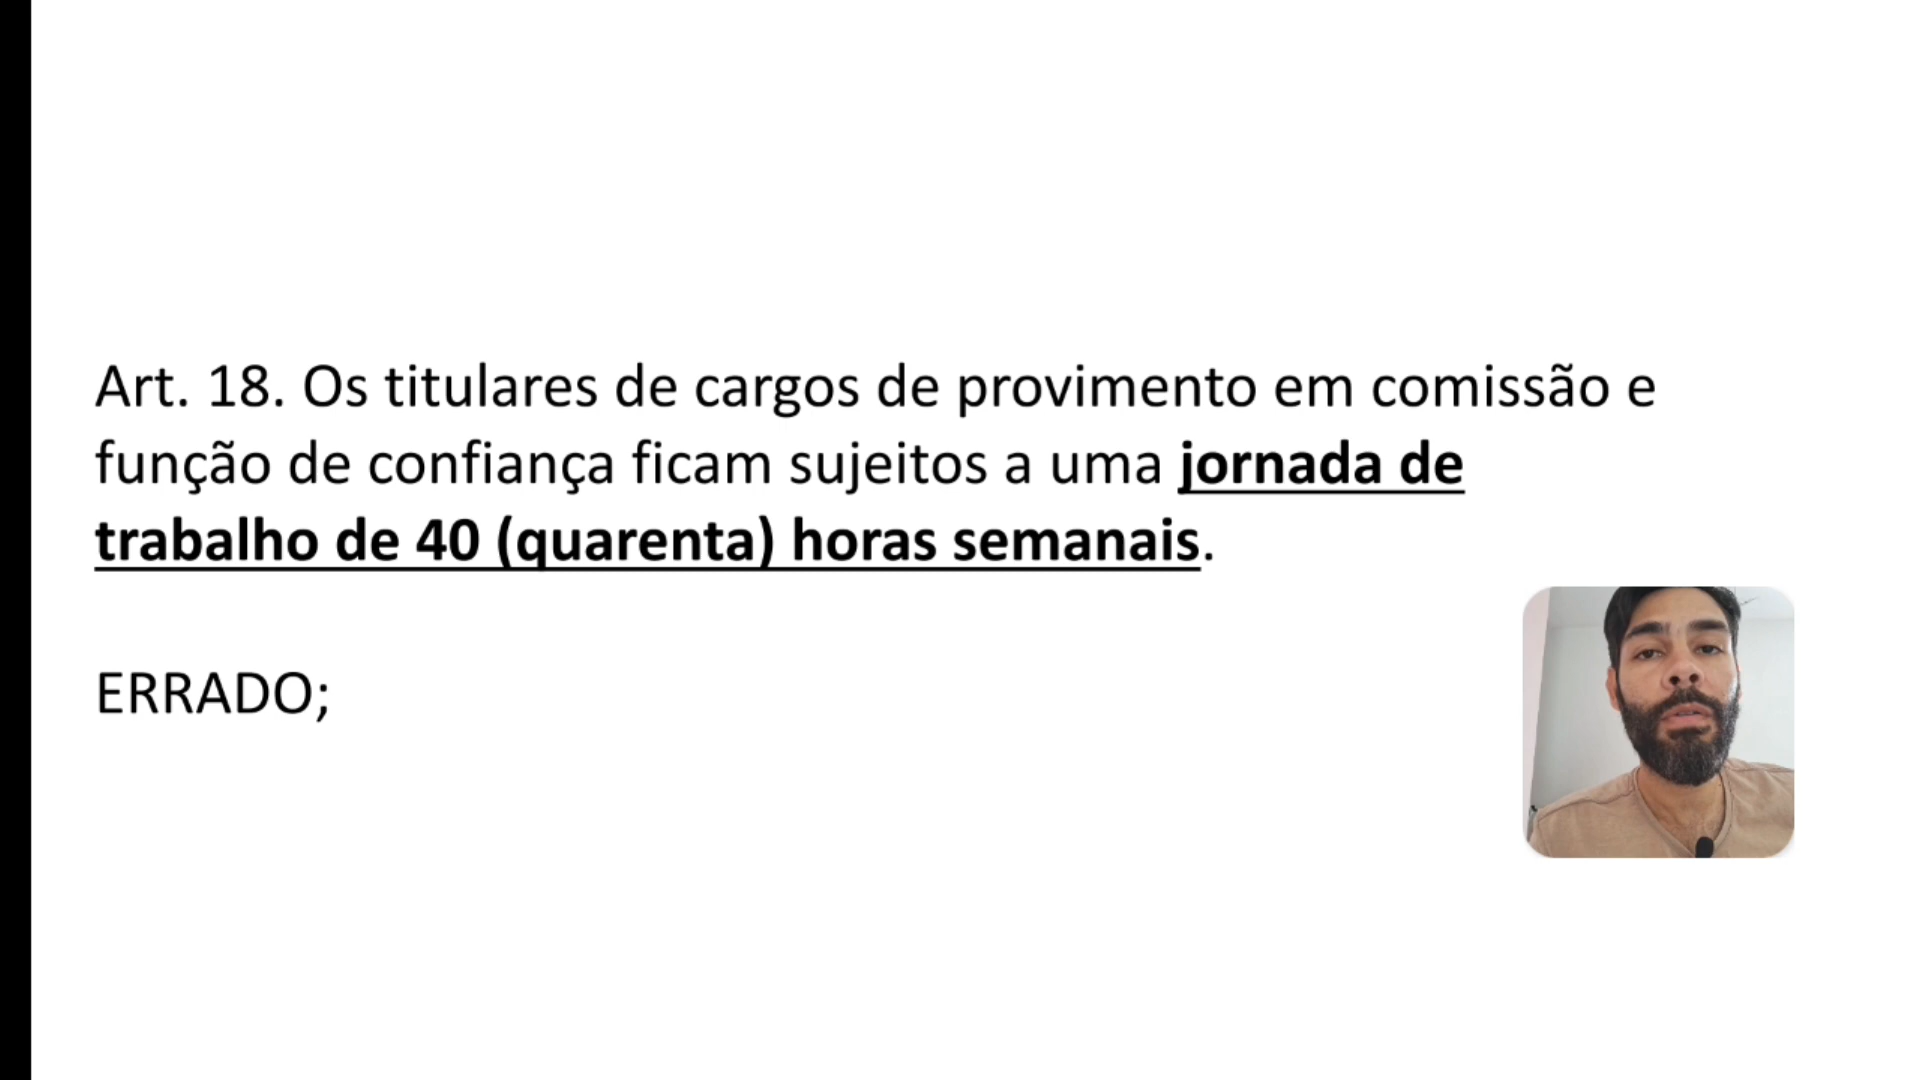 Art. 18. Os titulares de cargos de provimento em comissão e
função de confiança ficam sujeitos a uma jornada de
trabalho de 40 (quarenta) horas semanais.
ERRADO;